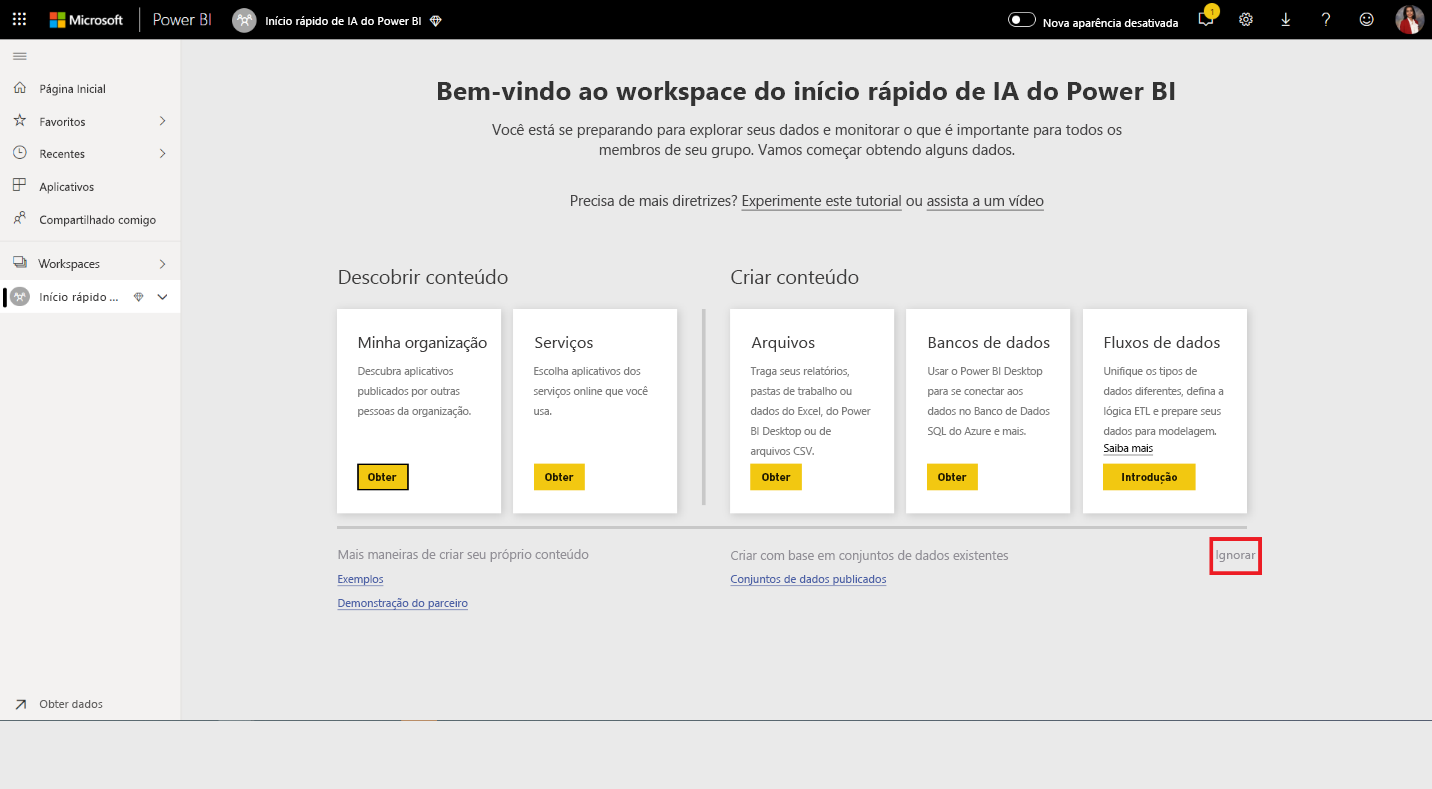 Microsoft Power BI Início rápido de IA do Power BI Nova aparência desativada 1
Página Inicial
Favoritos
Recentes
Aplicativos
Compartilhado comigo
Workspaces
Início rápido ...
Obter dados
Bem-vindo ao workspace do início rápido de IA do Power BI
Você está se preparando para explorar seus dados e monitorar o que é importante para todos os
membros de seu grupo. Vamos começar obtendo alguns dados.
Precisa de mais diretrizes? Experimente este tutorial ou assista a um vídeo
Descobrir conteúdo
Minha organização
Descubra aplicativos
publicados por outras
pessoas da organização.
Obter
Serviços
Escolha aplicativos dos
serviços online que você
usa.
Obter
Criar conteúdo
Arquivos
Traga seus relatórios,
pastas de trabalho ou
dados do Excel, do Power
BI Desktop ou de
arquivos CSV.
Obter
Bancos de dados
Usar o Power BI Desktop
para se conectar aos
dados no Banco de Dados
SQL do Azure e mais.
Obter
Fluxos de dados
Unifique os tipos de
dados diferentes, defina a
lógica ETL e prepare seus
dados para modelagem.
Saiba mais
Introdução
Mais maneiras de criar seu próprio conteúdo
Exemplos
Demonstração do parceiro
Criar com base em conjuntos de dados existentes
Conjuntos de dados publicados
Ignorar